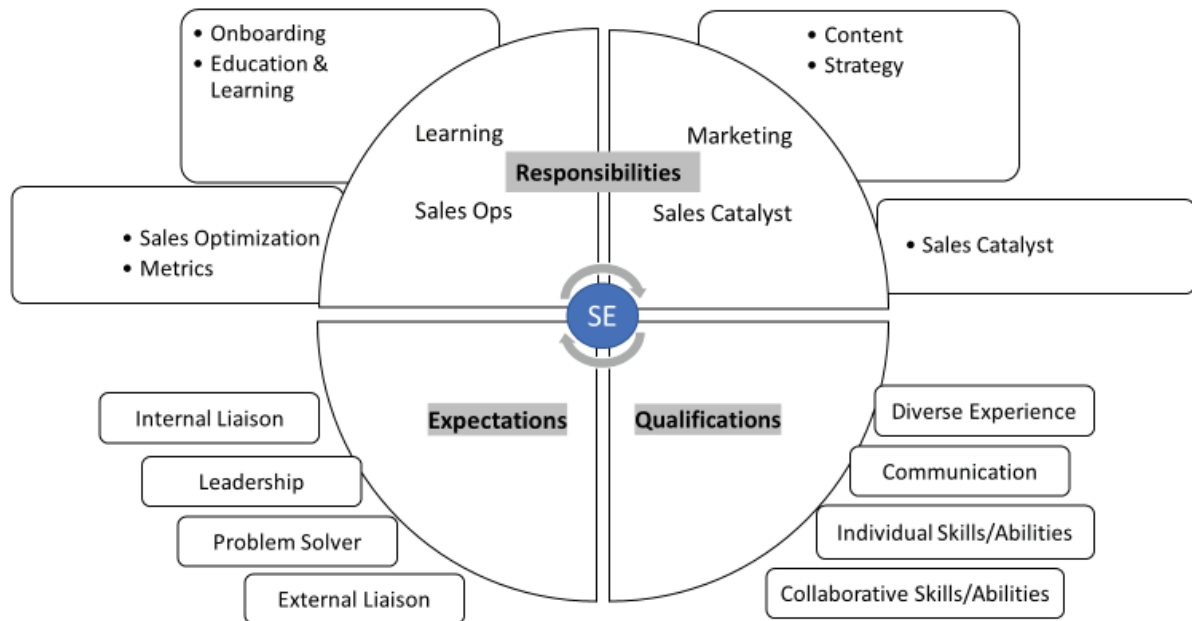 • Onboarding
• Education &
Learning
• Content
• Strategy
Learning
Marketing
Responsibilities
Sales Ops
Sales Catalyst
• Sales Optimization
• Metrics
• Sales Catalyst
SE
Expectations
Qualifications
Internal Liaison
Leadership
Problem Solver
External Liaison
Diverse Experience
Communication
Individual Skills/Abilities
Collaborative Skills/Abilities